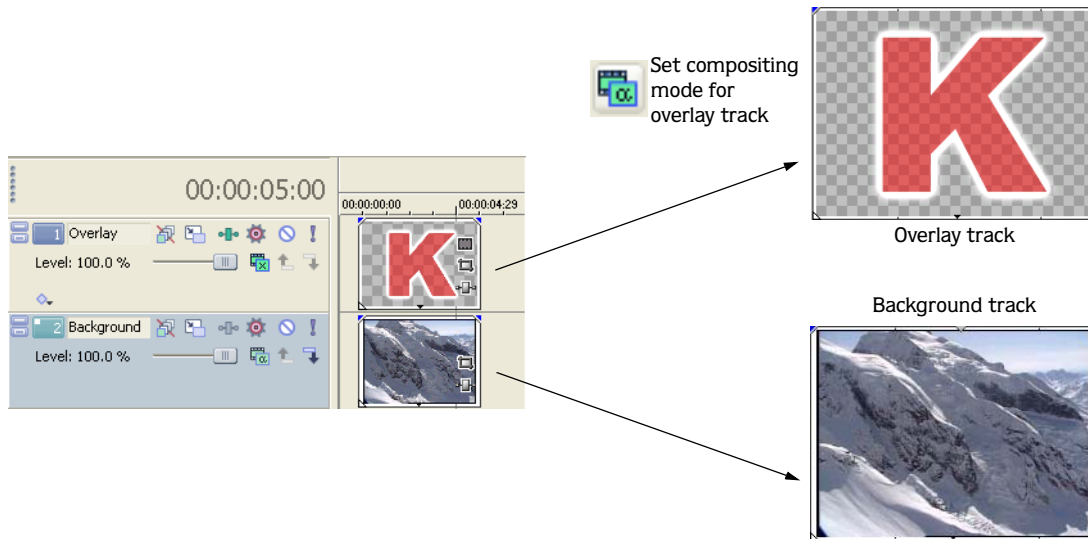 Set compositing
mode for
overlay track
α
K
Overlay track
00:00:05:00
00:00:00:00 00:00:04:29
1 Overlay
Level: 100.0 %
K
2 Background
Level: 100.0 %
α
Background track